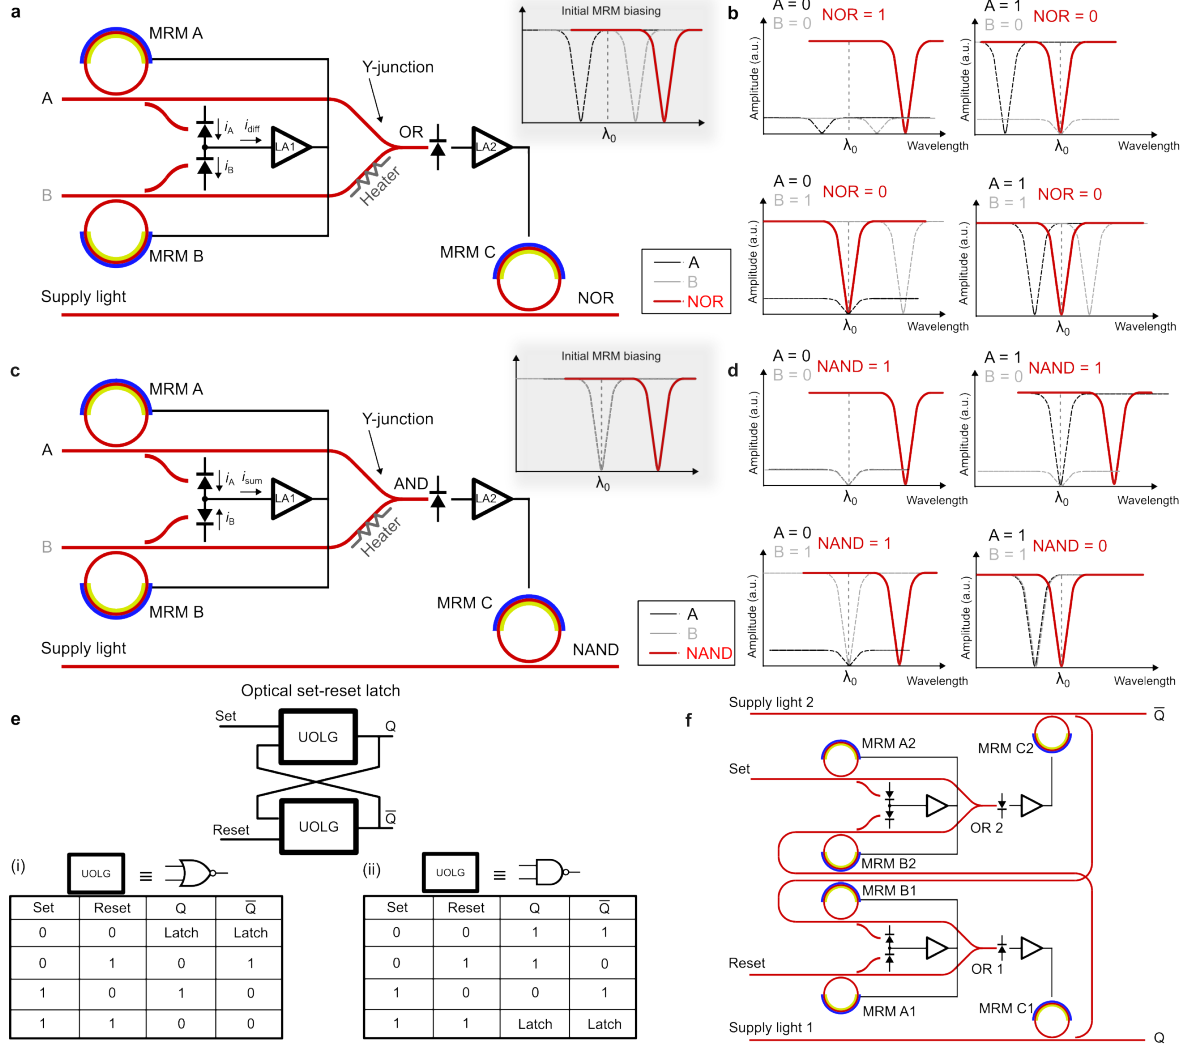 a
MRM A
Y-junction
A
OR
i_A
i_diff
LA1
LA2
i_B
B
Heater
MRM B
MRM C
Supply light
NOR
Initial MRM biasing
λ0
A
B
NOR
b
A = 0
B = 0
NOR = 1
Amplitude (a.u.)
λ0
Wavelength
A = 1
B = 0
NOR = 0
Amplitude (a.u.)
λ0
Wavelength
A = 0
B = 1
NOR = 0
Amplitude (a.u.)
λ0
Wavelength
A = 1
B = 1
NOR = 0
Amplitude (a.u.)
λ0
Wavelength
c
MRM A
Y-junction
A
AND
i_A
i_sum
LA1
LA2
i_B
B
Heater
MRM B
MRM C
Supply light
NAND
Initial MRM biasing
λ0
A
B
NAND
d
A = 0
B = 0
NAND = 1
Amplitude (a.u.)
λ0
Wavelength
A = 1
B = 0
NAND = 1
Amplitude (a.u.)
λ0
Wavelength
A = 0
B = 1
NAND = 1
Amplitude (a.u.)
λ0
Wavelength
A = 1
B = 1
NAND = 0
Amplitude (a.u.)
λ0
Wavelength
e
Optical set-reset latch
Set
UOLG
Q
Reset
UOLG
Q̅
(i)
UOLG
≡
Set Reset Q Q̅
0 0 Latch Latch
0 1 0 1
1 0 1 0
1 1 0 0
(ii)
UOLG
≡
Set Reset Q Q̅
0 0 1 1
0 1 1 0
1 0 0 1
1 1 Latch Latch
f
Supply light 2
Q̅
MRM A2
MRM C2
Set
OR 2
MRM B2
MRM B1
Reset
OR 1
MRM A1
MRM C1
Supply light 1
Q